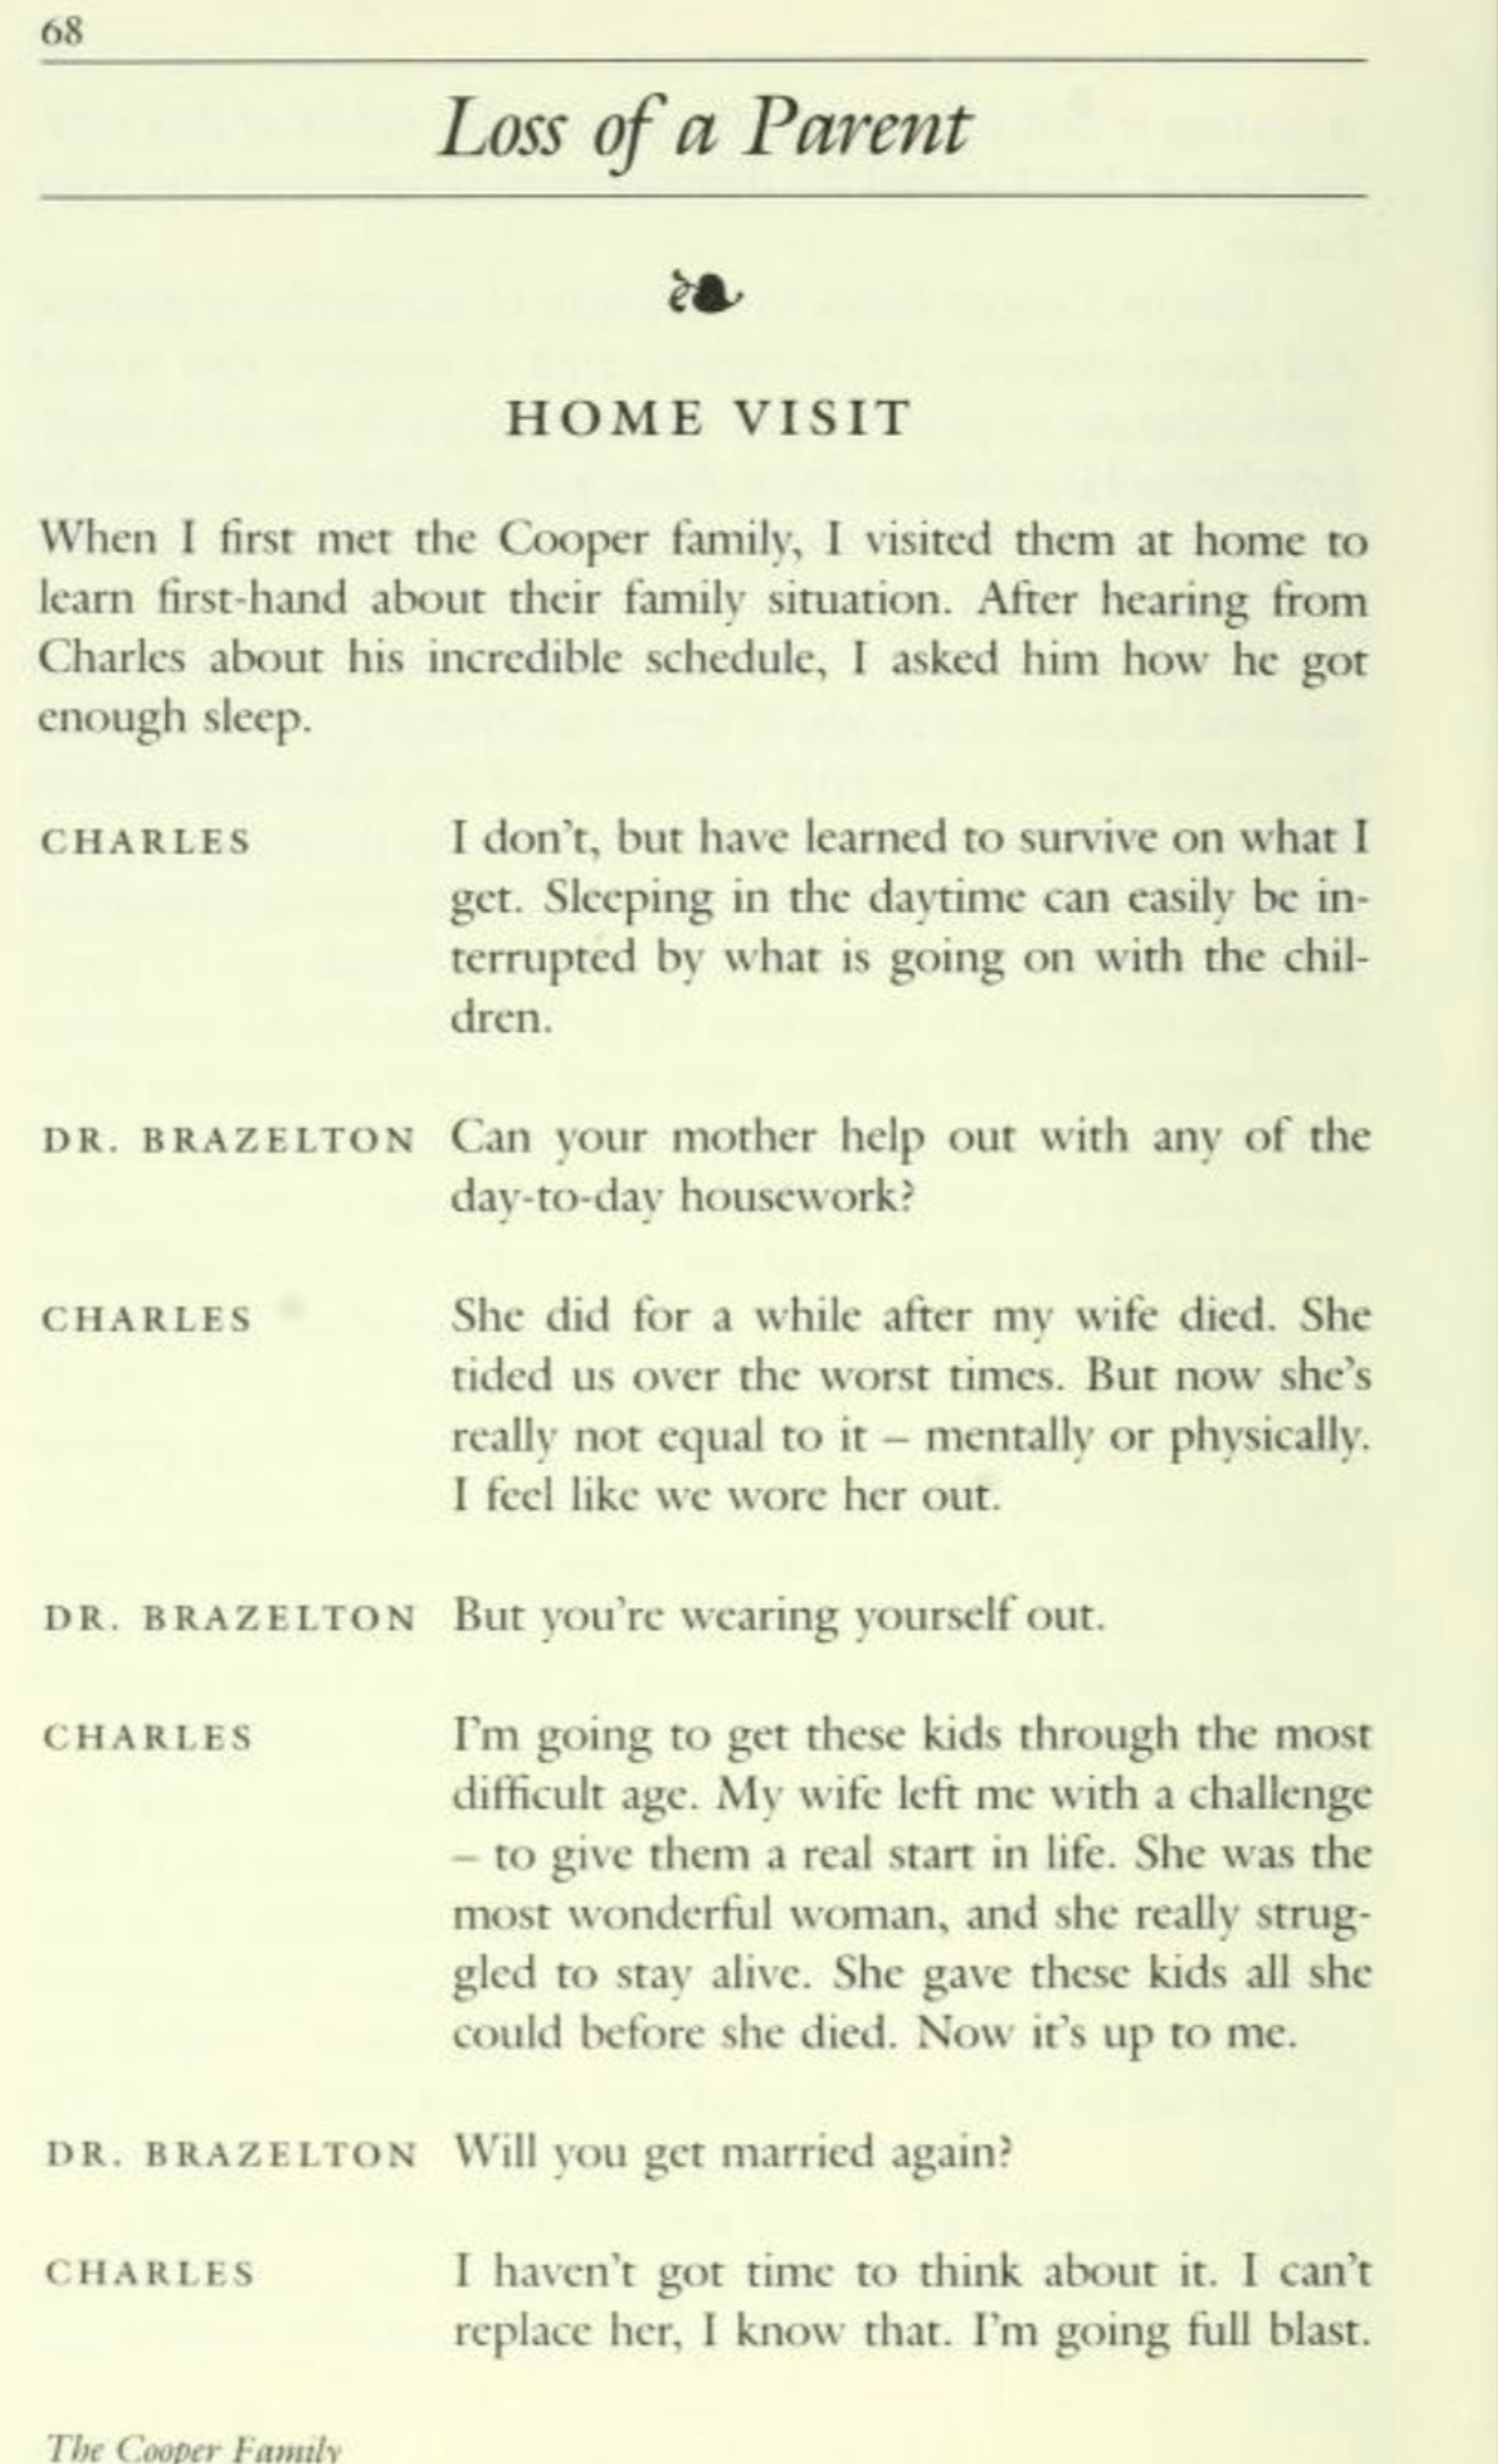 68
Loss of a Parent
HOME VISIT
When I first met the Cooper family, I visited them at home to
learn first-hand about their family situation. After hearing from
Charles about his incredible schedule, I asked him how he got
enough sleep.
CHARLES I don't, but have learned to survive on what I
get. Sleeping in the daytime can easily be in-
terrupted by what is going on with the chil-
dren.
DR. BRAZELTON Can your mother help out with any of the
day-to-day housework?
CHARLES She did for a while after my wife died. She
tided us over the worst times. But now she's
really not equal to it – mentally or physically.
I feel like we wore her out.
DR. BRAZELTON But you're wearing yourself out.
CHARLES I'm going to get these kids through the most
difficult age. My wife left me with a challenge
– to give them a real start in life. She was the
most wonderful woman, and she really strug-
gled to stay alive. She gave these kids all she
could before she died. Now it's up to me.
DR. BRAZELTON Will you get married again?
CHARLES I haven't got time to think about it. I can't
replace her, I know that. I'm going full blast.
The Cooper Family